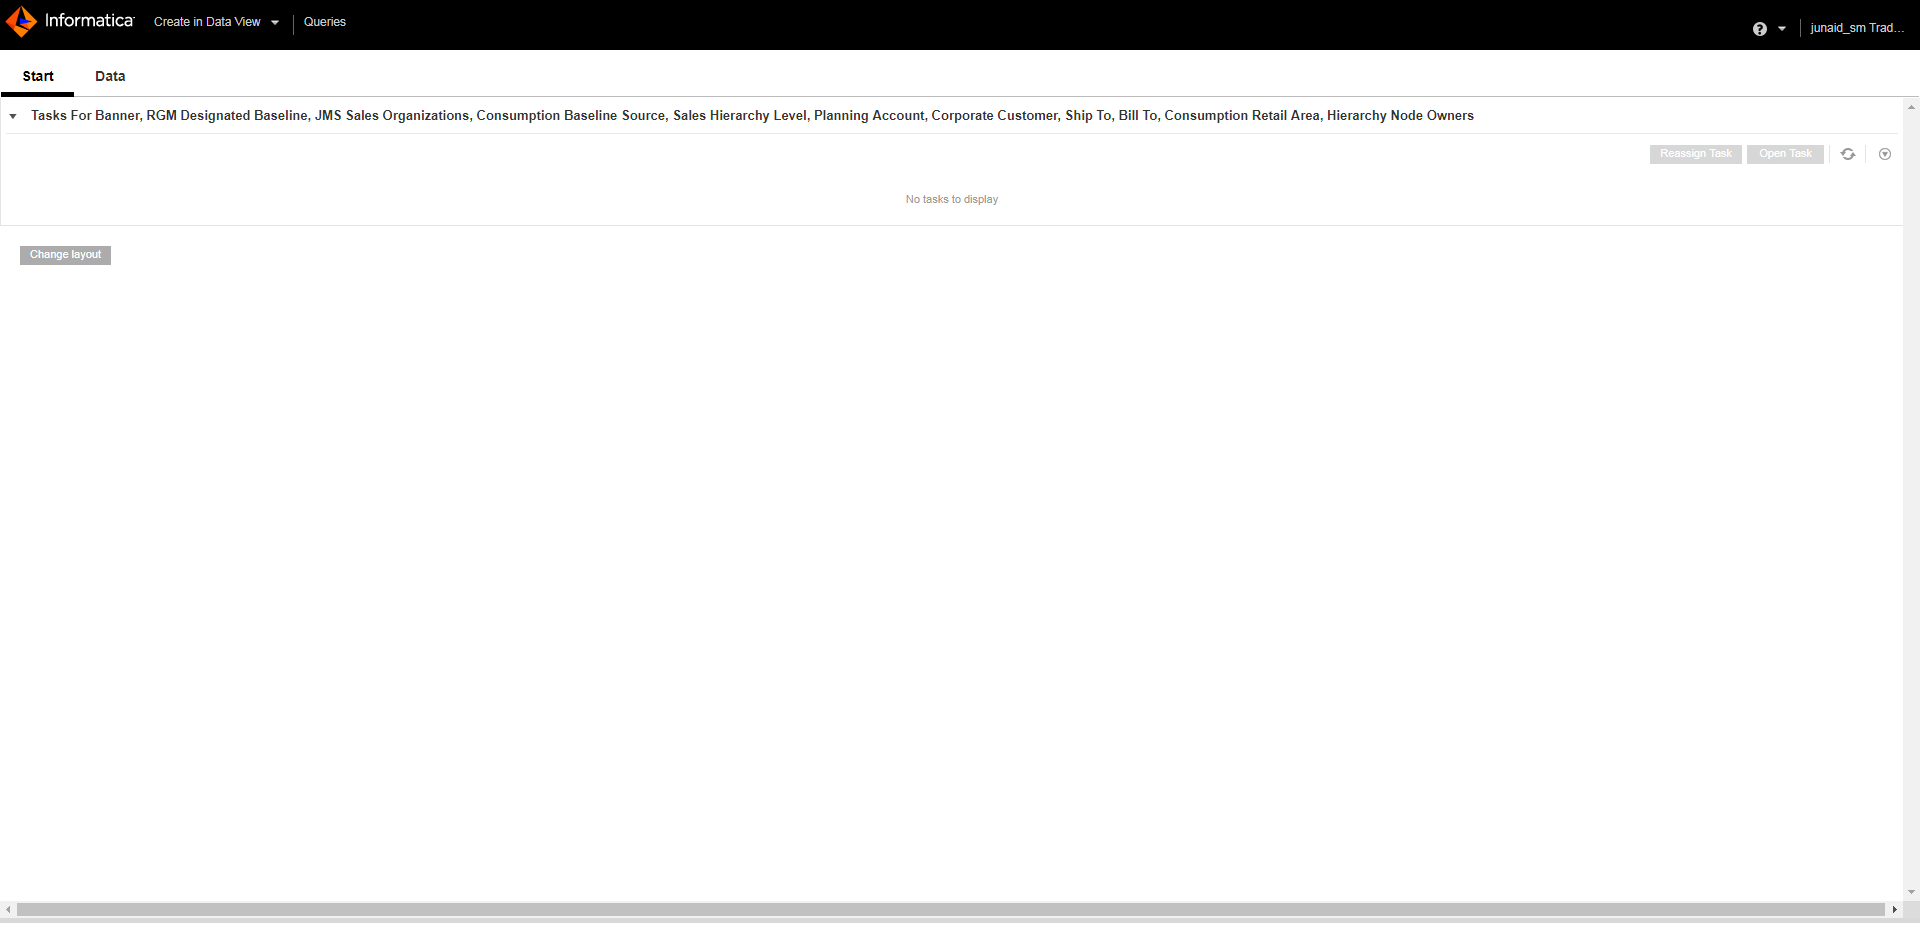 Informatica
Create in Data View
Queries
junaid_sm Trad...
Start
Data
Tasks For Banner, RGM Designated Baseline, JMS Sales Organizations, Consumption Baseline Source, Sales Hierarchy Level, Planning Account, Corporate Customer, Ship To, Bill To, Consumption Retail Area, Hierarchy Node Owners
Reassign Task
Open Task
No tasks to display
Change layout